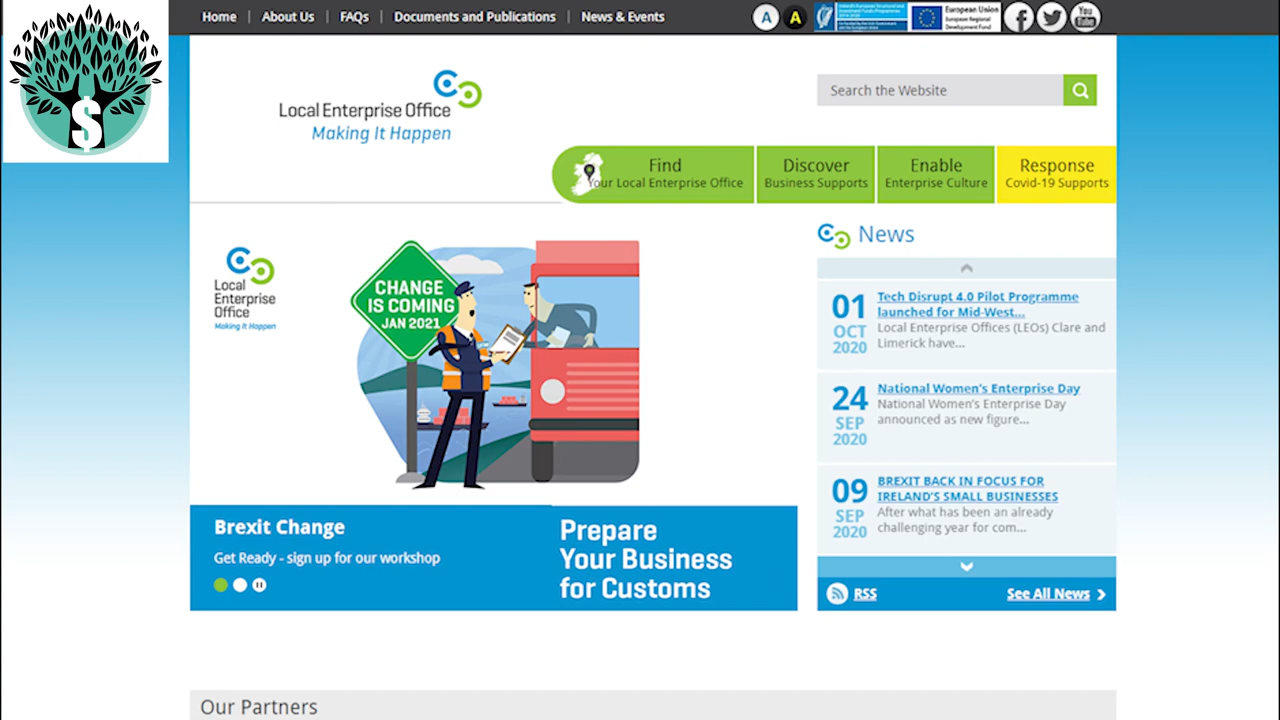 Home
About Us
FAQs
Documents and Publications
News & Events
A
A
European Union
European Regional
Development Fund
You
Tube
$
Local Enterprise Office
Making It Happen
Search the Website
Find
Your Local Enterprise Office
Discover
Business Supports
Enable
Enterprise Culture
Response
Covid-19 Supports
Local
Enterprise
Office
Making It Happen
CHANGE
IS COMING
JAN 2021
Brexit Change
Get Ready - sign up for our workshop
Prepare
Your Business
for Customs
News
01
OCT
2020
Tech Disrupt 4.0 Pilot Programme
launched for Mid-West...
Local Enterprise Offices (LEOs) Clare and
Limerick have...
24
SEP
2020
National Women's Enterprise Day
National Women's Enterprise Day
announced as new figure...
09
SEP
2020
BREXIT BACK IN FOCUS FOR
IRELAND'S SMALL BUSINESSES
After what has been an already
challenging year for com...
RSS
See All News
Our Partners